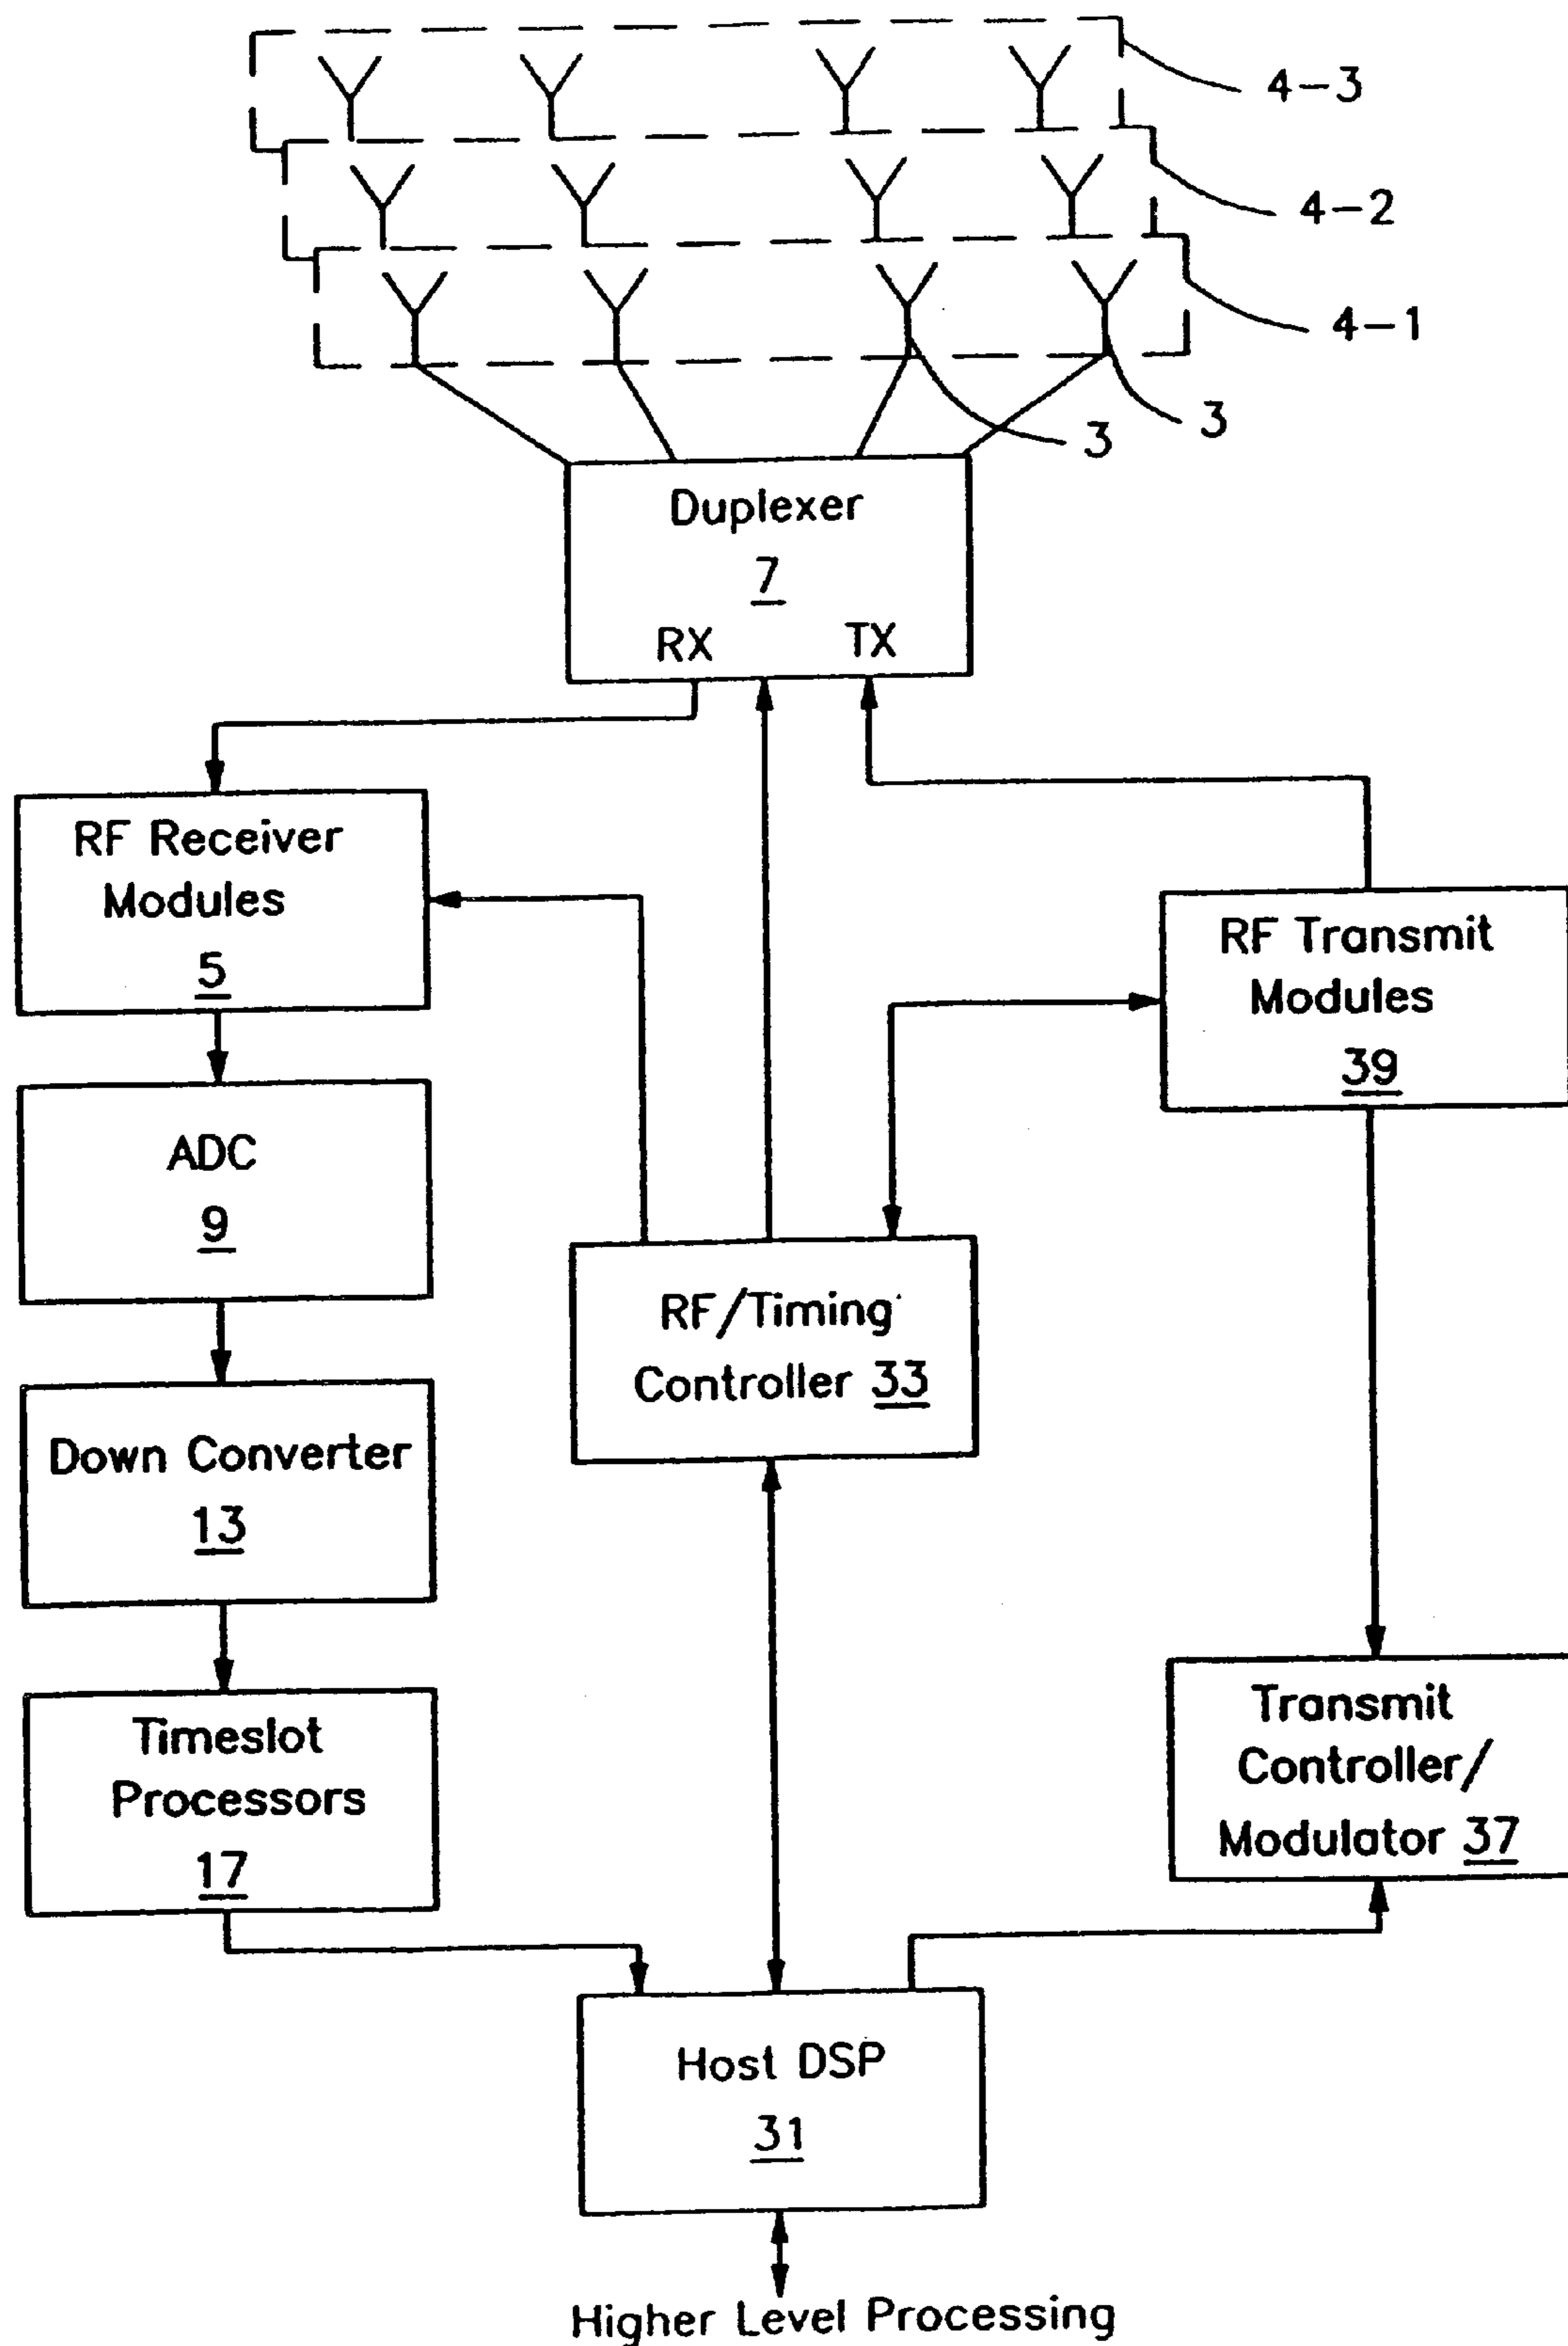 4-3
4-2
4-1
3
3
Duplexer
7
RX TX
RF Receiver
Modules
5
RF Transmit
Modules
39
ADC
9
RF/Timing
Controller 33
Down Converter
13
Timeslot
Processors
17
Transmit
Controller/
Modulator 37
Host DSP
31
Higher Level Processing